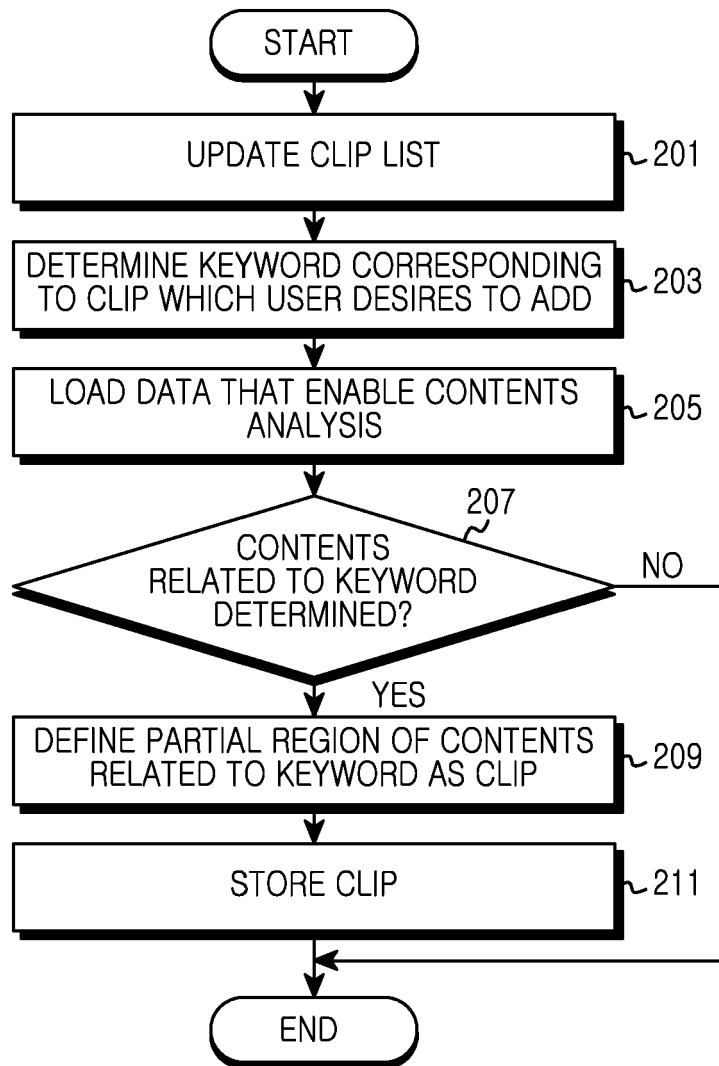 START
UPDATE CLIP LIST
201
DETERMINE KEYWORD CORRESPONDING
TO CLIP WHICH USER DESIRES TO ADD
203
LOAD DATA THAT ENABLE CONTENTS
ANALYSIS
205
207
CONTENTS
RELATED TO KEYWORD
DETERMINED?
NO
YES
DEFINE PARTIAL REGION OF CONTENTS
RELATED TO KEYWORD AS CLIP
209
STORE CLIP
211
END